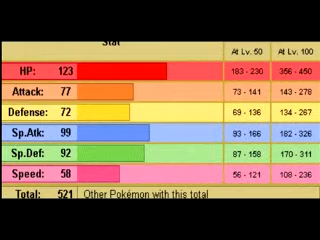 Stat At Lv. 50 At Lv. 100
HP: 123 183 - 230 356 - 450
Attack: 77 73 - 141 143 - 278
Defense: 72 69 - 136 134 - 267
Sp.Atk: 99 93 - 166 182 - 326
Sp.Def: 92 87 - 158 170 - 311
Speed: 58 56 - 121 108 - 236
Total: 521 Other Pokémon with this total